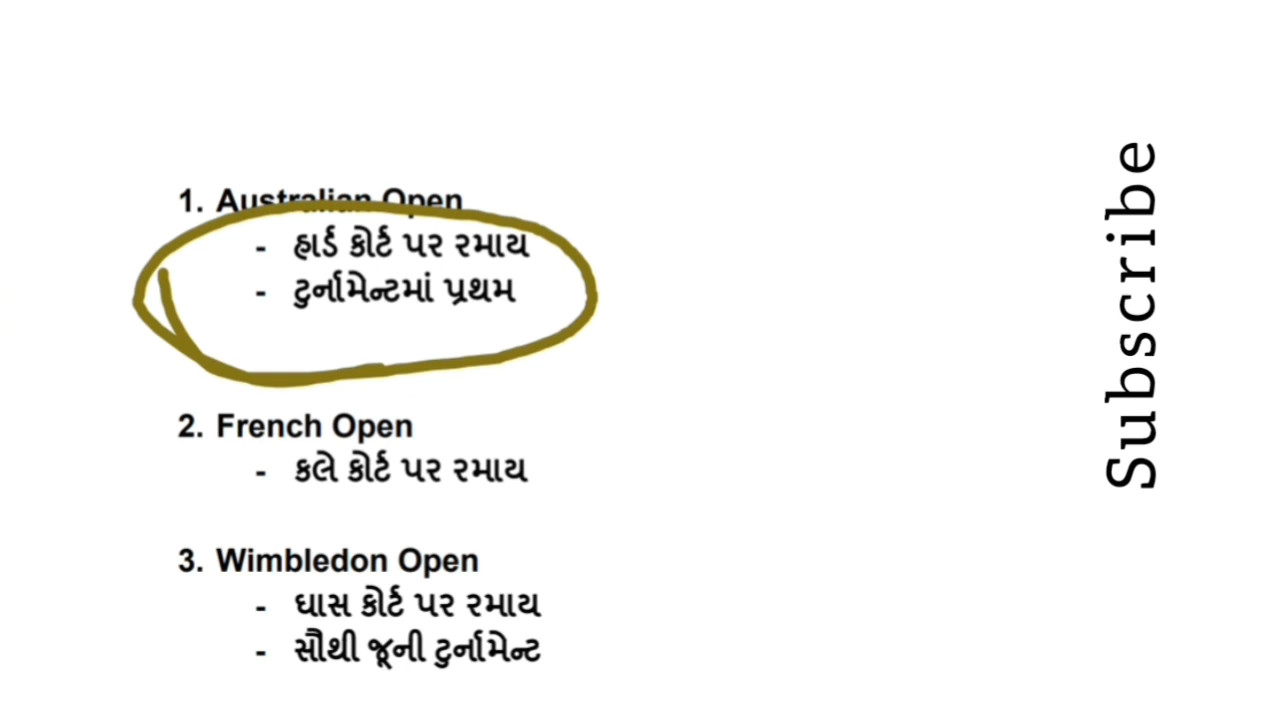 1. Australian Open
- હાર્ડ કોર્ટ પર રમાય
- ટુર્નામેન્ટમાં પ્રથમ
2. French Open
- કલે કોર્ટ પર રમાય
3. Wimbledon Open
- ઘાસ કોર્ટ પર રમાય
- સૌથી જૂની ટુર્નામેન્ટ
Subscribe